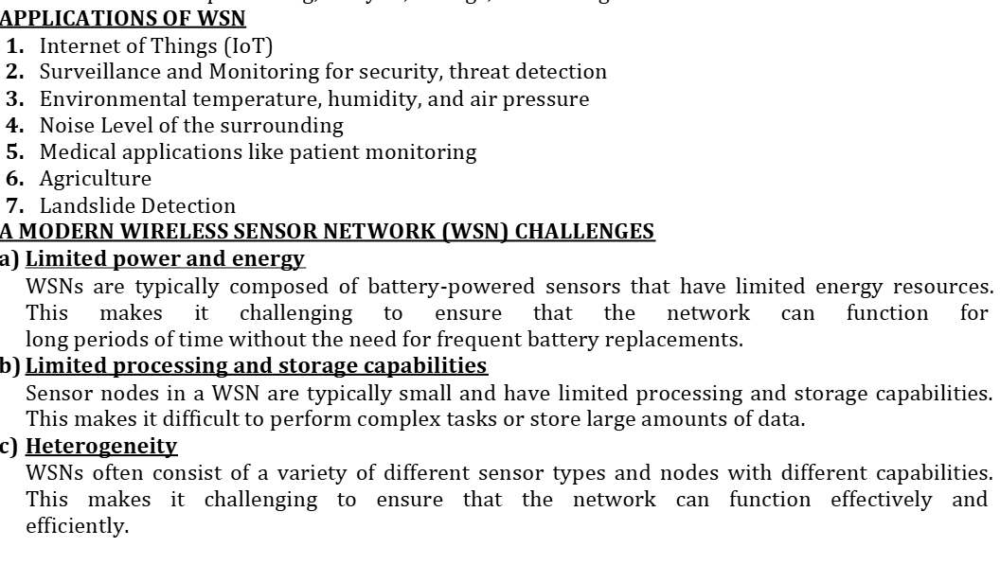 APPLICATIONS OF WSN
1. Internet of Things (IoT)
2. Surveillance and Monitoring for security, threat detection
3. Environmental temperature, humidity, and air pressure
4. Noise Level of the surrounding
5. Medical applications like patient monitoring
6. Agriculture
7. Landslide Detection
A MODERN WIRELESS SENSOR NETWORK (WSN) CHALLENGES
a) Limited power and energy
WSNs are typically composed of battery-powered sensors that have limited energy resources.
This makes it challenging to ensure that the network can function for
long periods of time without the need for frequent battery replacements.
b) Limited processing and storage capabilities
Sensor nodes in a WSN are typically small and have limited processing and storage capabilities.
This makes it difficult to perform complex tasks or store large amounts of data.
c) Heterogeneity
WSNs often consist of a variety of different sensor types and nodes with different capabilities.
This makes it challenging to ensure that the network can function effectively and
efficiently.